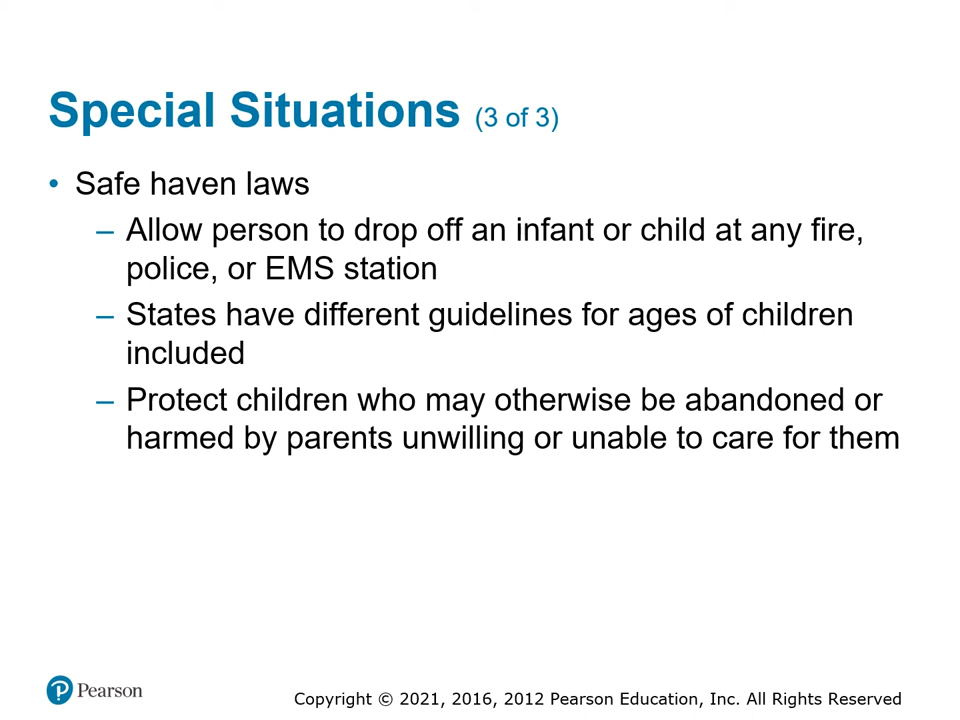 Special Situations (3 of 3)
• Safe haven laws
– Allow person to drop off an infant or child at any fire,
police, or EMS station
– States have different guidelines for ages of children
included
– Protect children who may otherwise be abandoned or
harmed by parents unwilling or unable to care for them
Pearson
Copyright © 2021, 2016, 2012 Pearson Education, Inc. All Rights Reserved